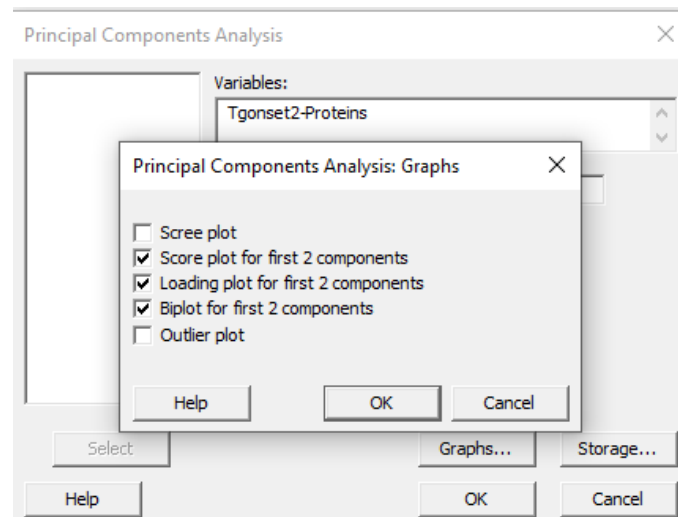 Principal Components Analysis
Variables:
Tgonset2-Proteins
Principal Components Analysis: Graphs
Scree plot
Score plot for first 2 components
Loading plot for first 2 components
Biplot for first 2 components
Outlier plot
Help OK Cancel
Select Graphs... Storage...
Help OK Cancel